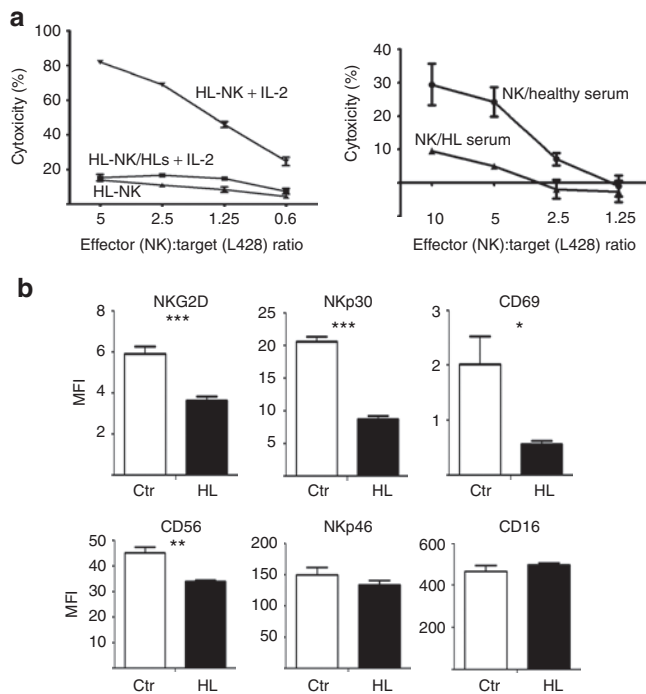 a
Cytoxicity (%)
100
80
60
40
20
HL-NK + IL-2
HL-NK/HLs + IL-2
HL-NK
5 2.5 1.25 0.6
Effector (NK):target (L428) ratio
Cytoxicity (%)
40
30
20
10
NK/healthy serum
NK/HL serum
10 5 2.5 1.25
Effector (NK):target (L428) ratio
b
NKG2D
***
MFI
8
6
4
2
Ctr HL
NKp30
***
25
20
15
10
5
Ctr HL
CD69
*
3
2
1
Ctr HL
CD56
**
MFI
50
40
30
20
10
Ctr HL
NKp46
200
150
100
50
Ctr HL
CD16
600
400
200
Ctr HL